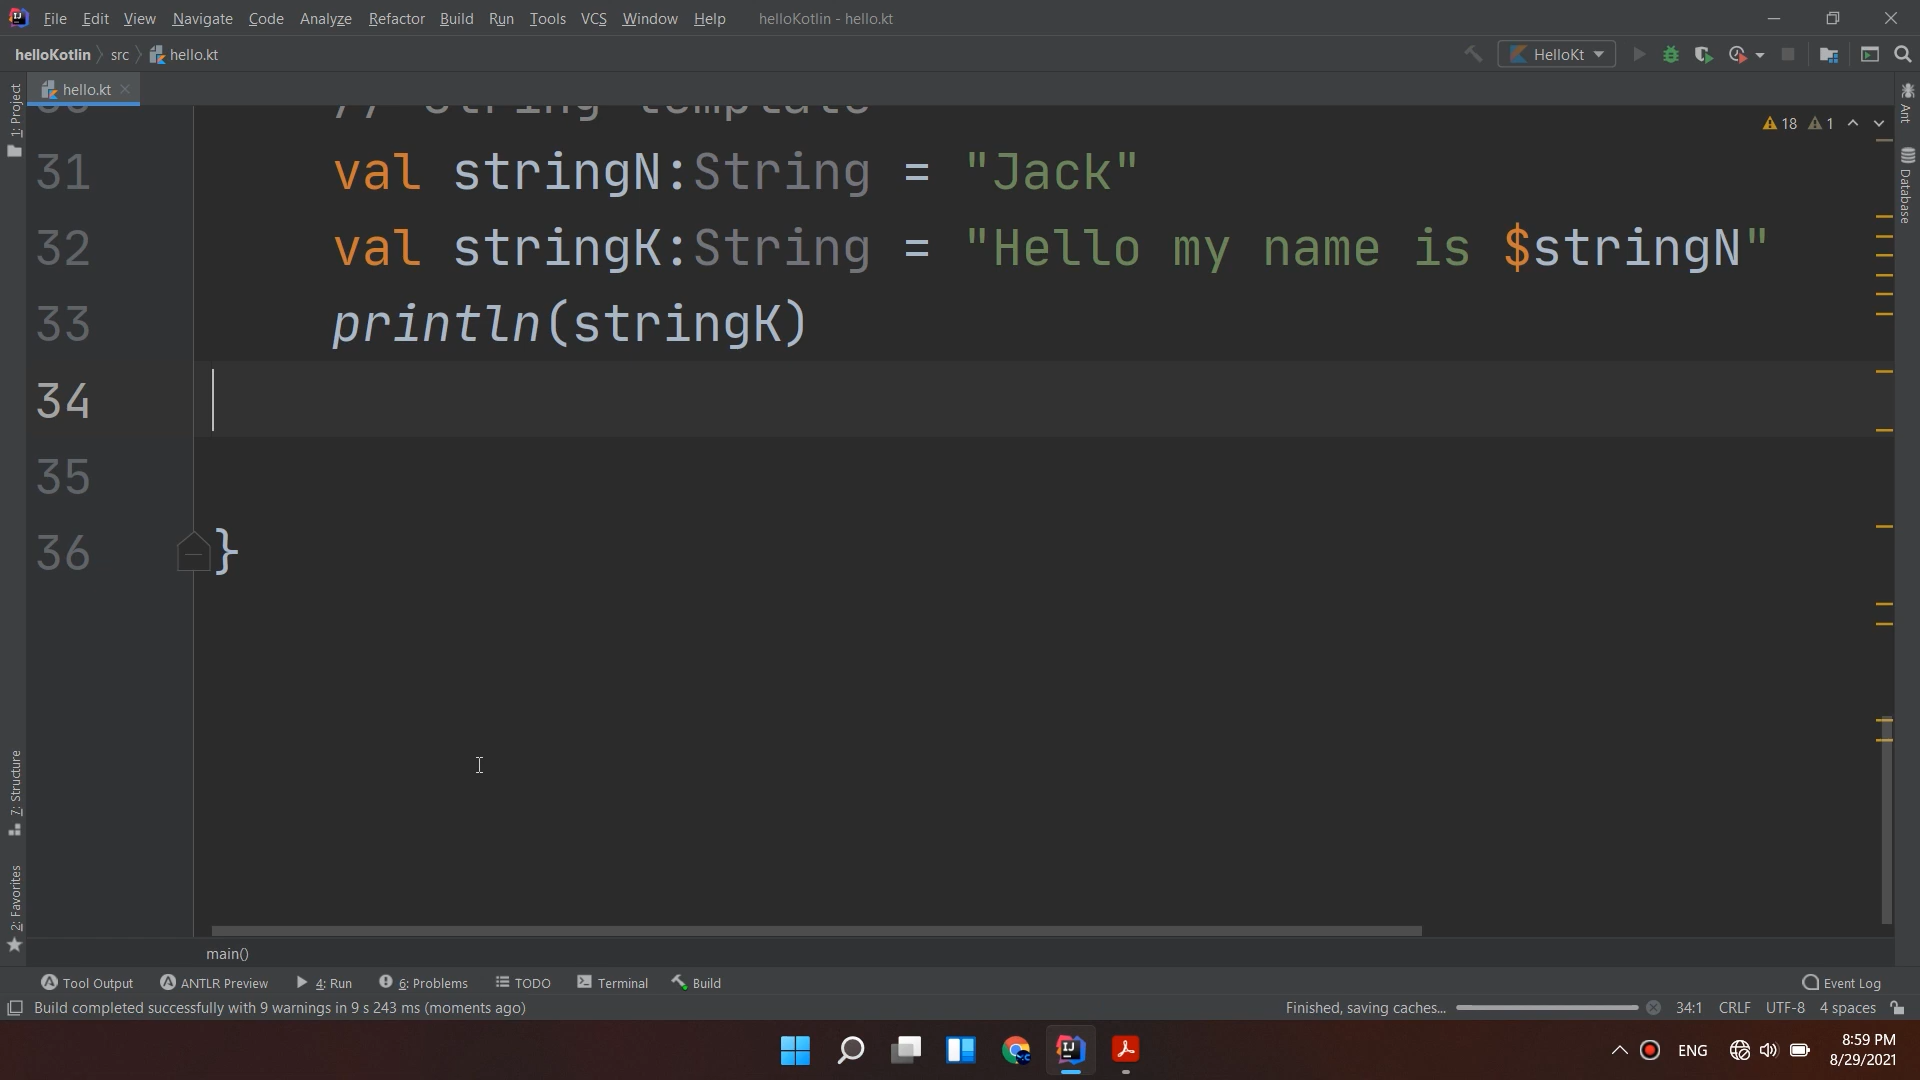 File Edit View Navigate Code Analyze Refactor Build Run Tools VCS Window Help helloKotlin - hello.kt
helloKotlin src hello.kt HelloKt
hello.kt
1: Project
Ant
18 1
30 // String template
31 val stringN:String = "Jack"
32 val stringK:String = "Hello my name is $stringN"
33 println(stringK)
34
35
36 }
Database
7: Structure
2: Favorites
main()
Tool Output ANTLR Preview 4: Run 6: Problems TODO Terminal Build Event Log
Build completed successfully with 9 warnings in 9 s 243 ms (moments ago) Finished, saving caches... 34:1 CRLF UTF-8 4 spaces
ENG 8:59 PM
8/29/2021